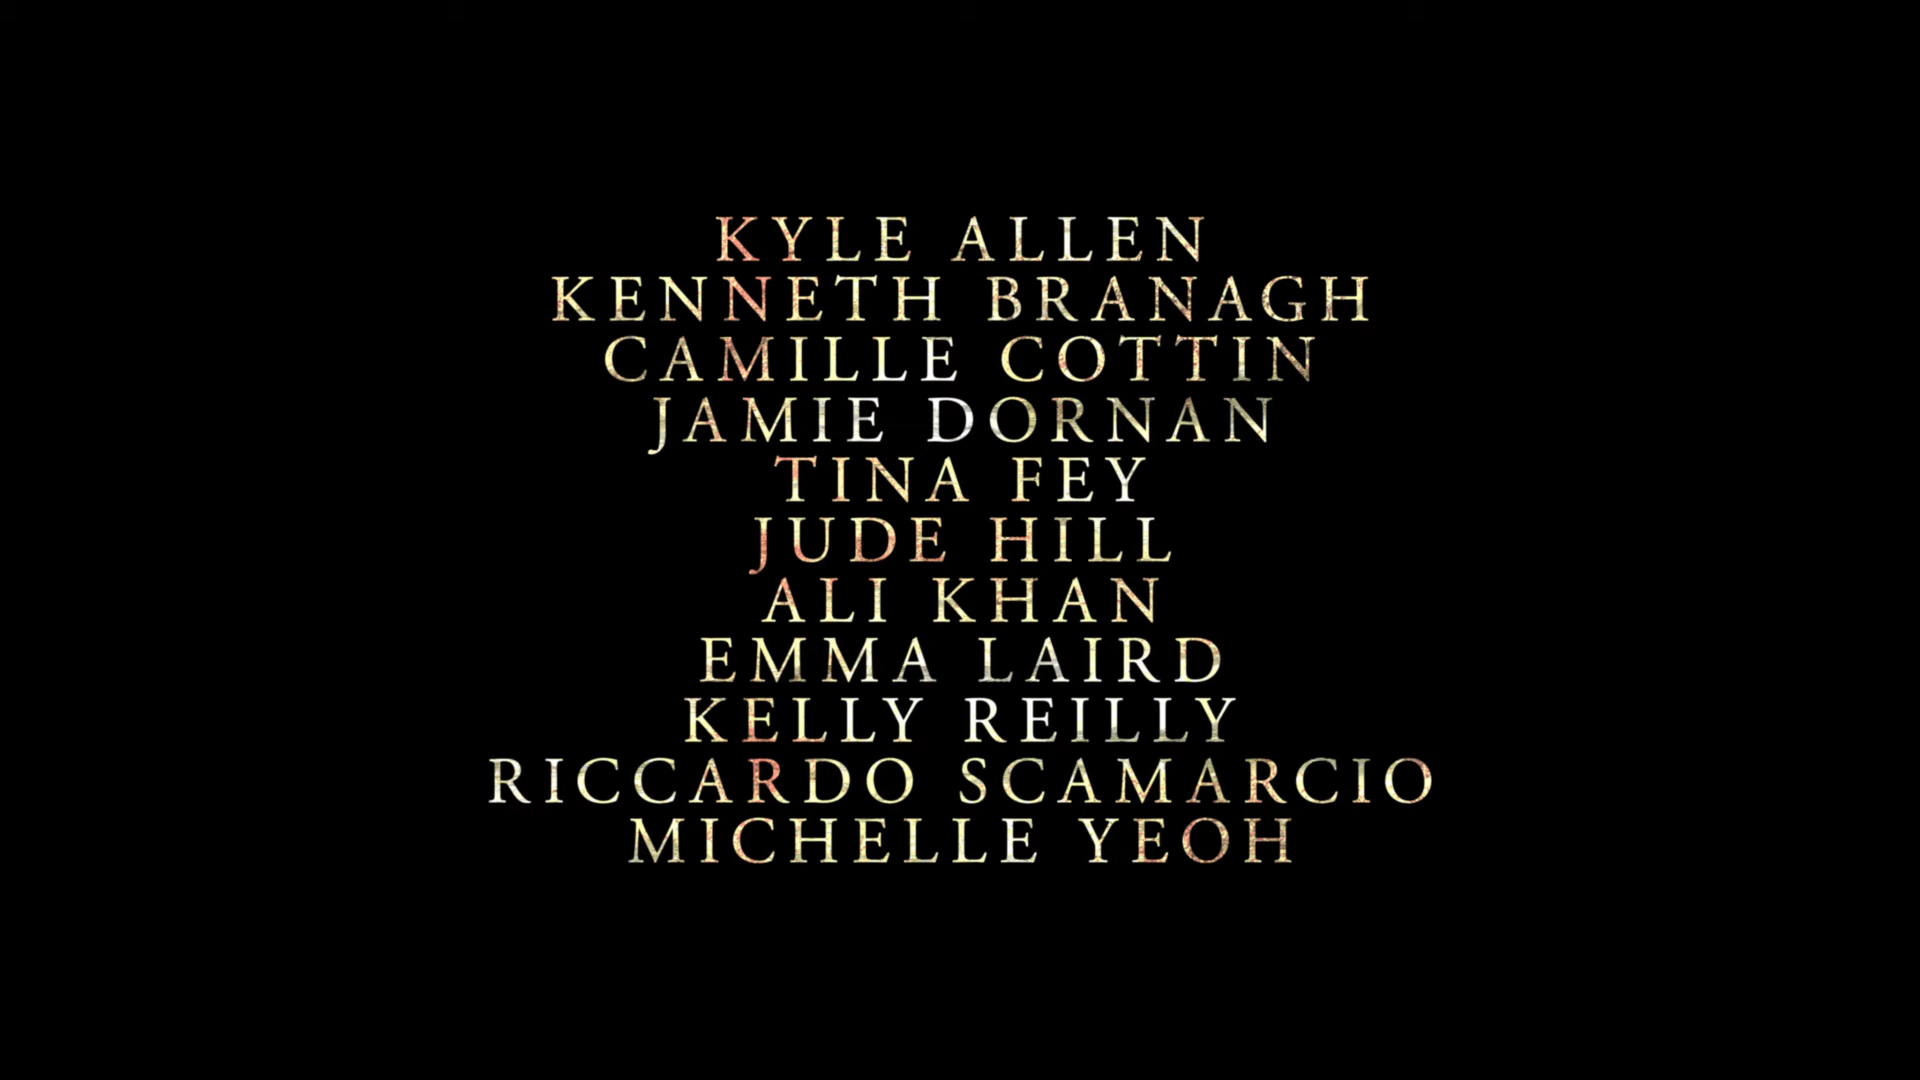 KYLE ALLEN
KENNETH BRANAGH
CAMILLE COTTIN
JAMIE DORNAN
TINA FEY
JUDE HILL
ALI KHAN
EMMA LAIRD
KELLY REILLY
RICCARDO SCAMARCIO
MICHELLE YEOH